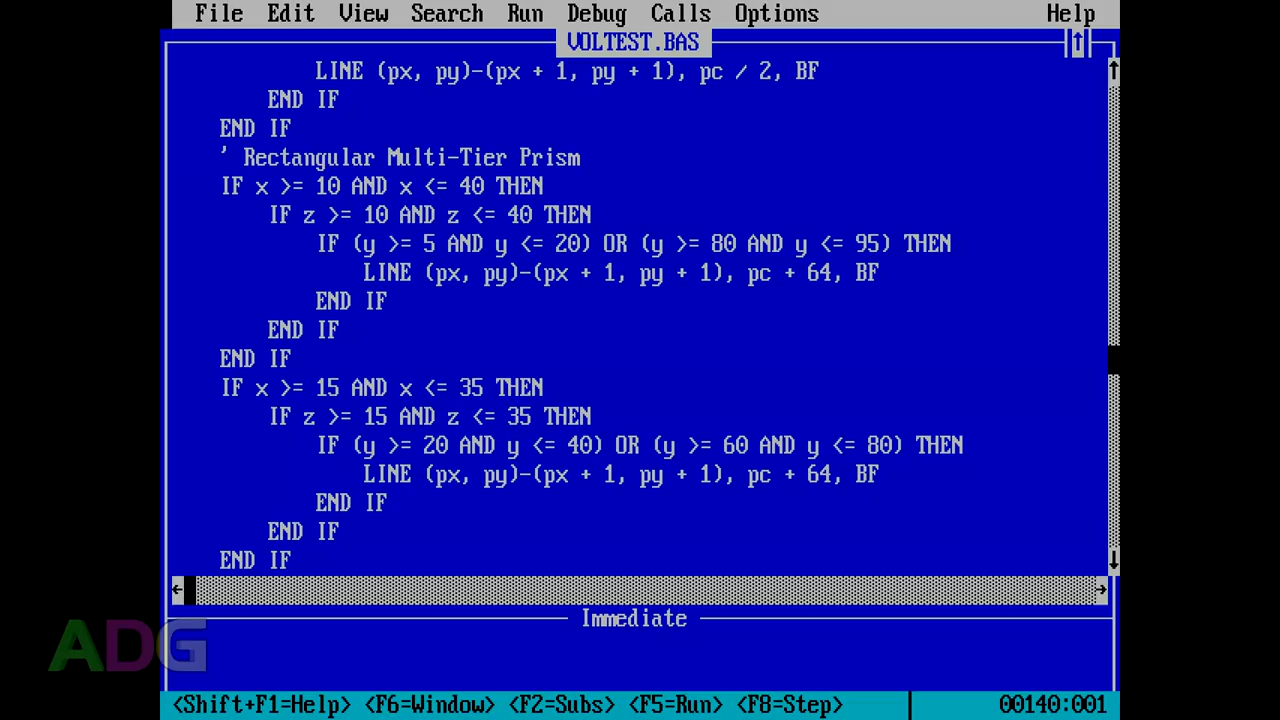 File Edit View Search Run Debug Calls Options Help
VOLTEST.BAS
LINE (px, py)-(px + 1, py + 1), pc / 2, BF
END IF
END IF
' Rectangular Multi-Tier Prism
IF x >= 10 AND x <= 40 THEN
IF z >= 10 AND z <= 40 THEN
IF (y >= 5 AND y <= 20) OR (y >= 80 AND y <= 95) THEN
LINE (px, py)-(px + 1, py + 1), pc + 64, BF
END IF
END IF
END IF
IF x >= 15 AND x <= 35 THEN
IF z >= 15 AND z <= 35 THEN
IF (y >= 20 AND y <= 40) OR (y >= 60 AND y <= 80) THEN
LINE (px, py)-(px + 1, py + 1), pc + 64, BF
END IF
END IF
END IF
Immediate
ADG
<Shift+F1=Help> <F6=Window> <F2=Subs> <F5=Run> <F8=Step> 00140:001